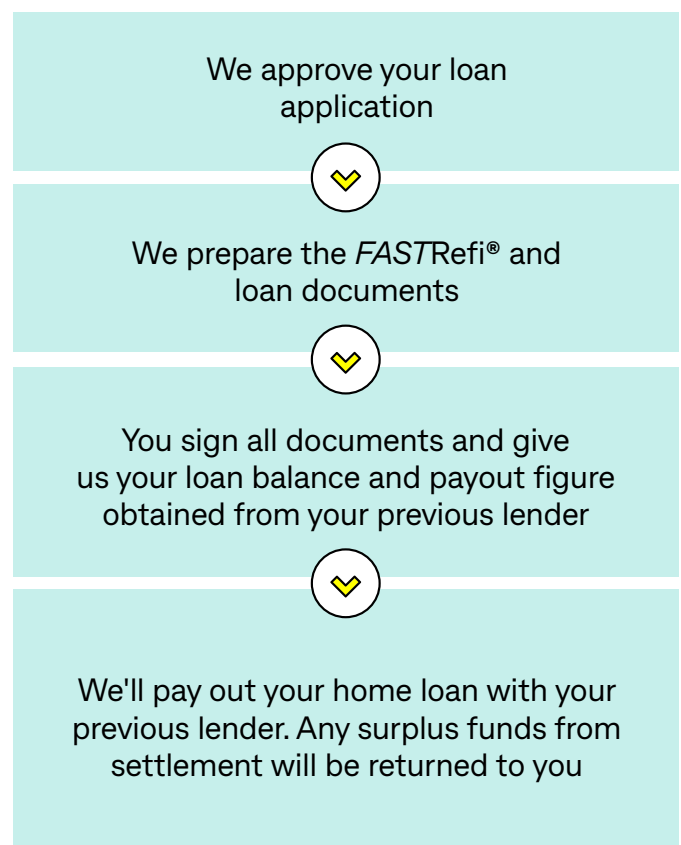 We approve your loan
application
We prepare the FASTRefi® and
loan documents
You sign all documents and give
us your loan balance and payout figure
obtained from your previous lender
We'll pay out your home loan with your
previous lender. Any surplus funds from
settlement will be returned to you